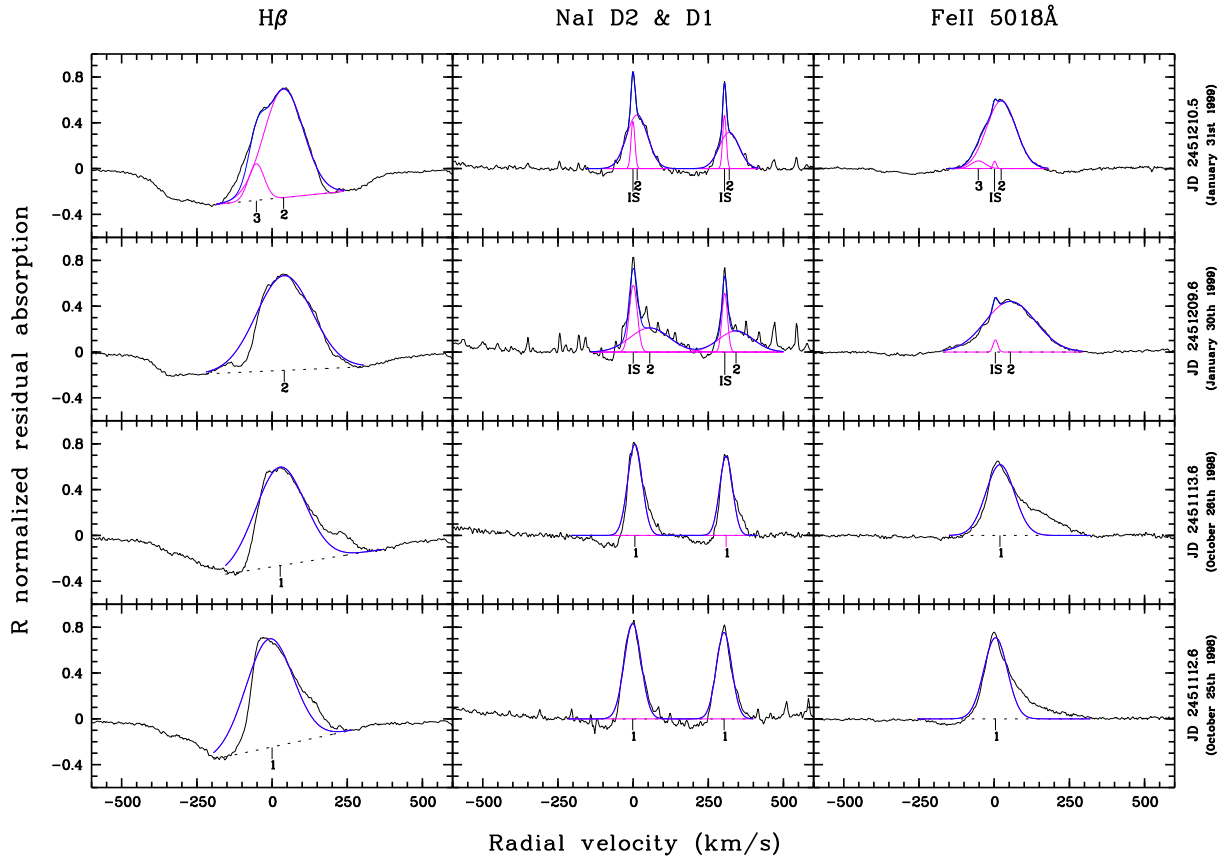 Hβ NaI D2 & D1 FeII 5018Å
R normalized residual absorption
0.8
0.4
0
−0.4
3 2
2 2
IS IS
3 2
IS
JD 2451210.5
(January 31st 1999)
0.8
0.4
0
−0.4
2
IS 2 2
IS
IS 2
JD 2451209.6
(January 30th 1999)
0.8
0.4
0
−0.4
1
1 1
1
JD 2451113.6
(October 26th 1998)
0.8
0.4
0
−0.4
1
1 1
1
JD 2451112.6
(October 25th 1998)
−500 −250 0 250 −500 −250 0 250 500 −500 −250 0 250 500
Radial velocity (km/s)